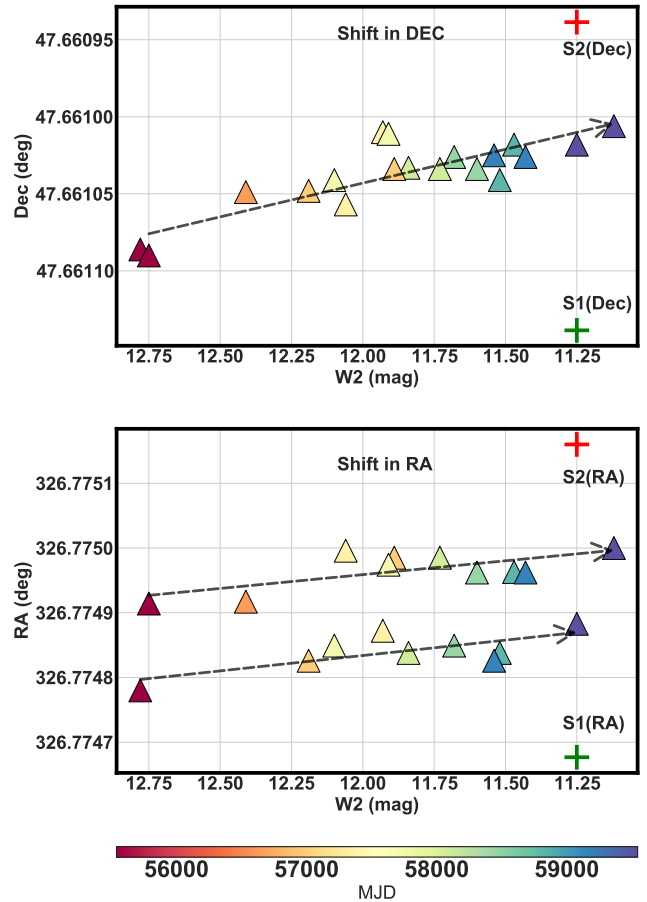 Shift in DEC
S2(Dec)
47.66095
47.66100
47.66105
47.66110
Dec (deg)
S1(Dec)
12.75 12.50 12.25 12.00 11.75 11.50 11.25
W2 (mag)
Shift in RA
S2(RA)
326.7751
326.7750
326.7749
326.7748
326.7747
RA (deg)
S1(RA)
12.75 12.50 12.25 12.00 11.75 11.50 11.25
W2 (mag)
56000 57000 58000 59000
MJD